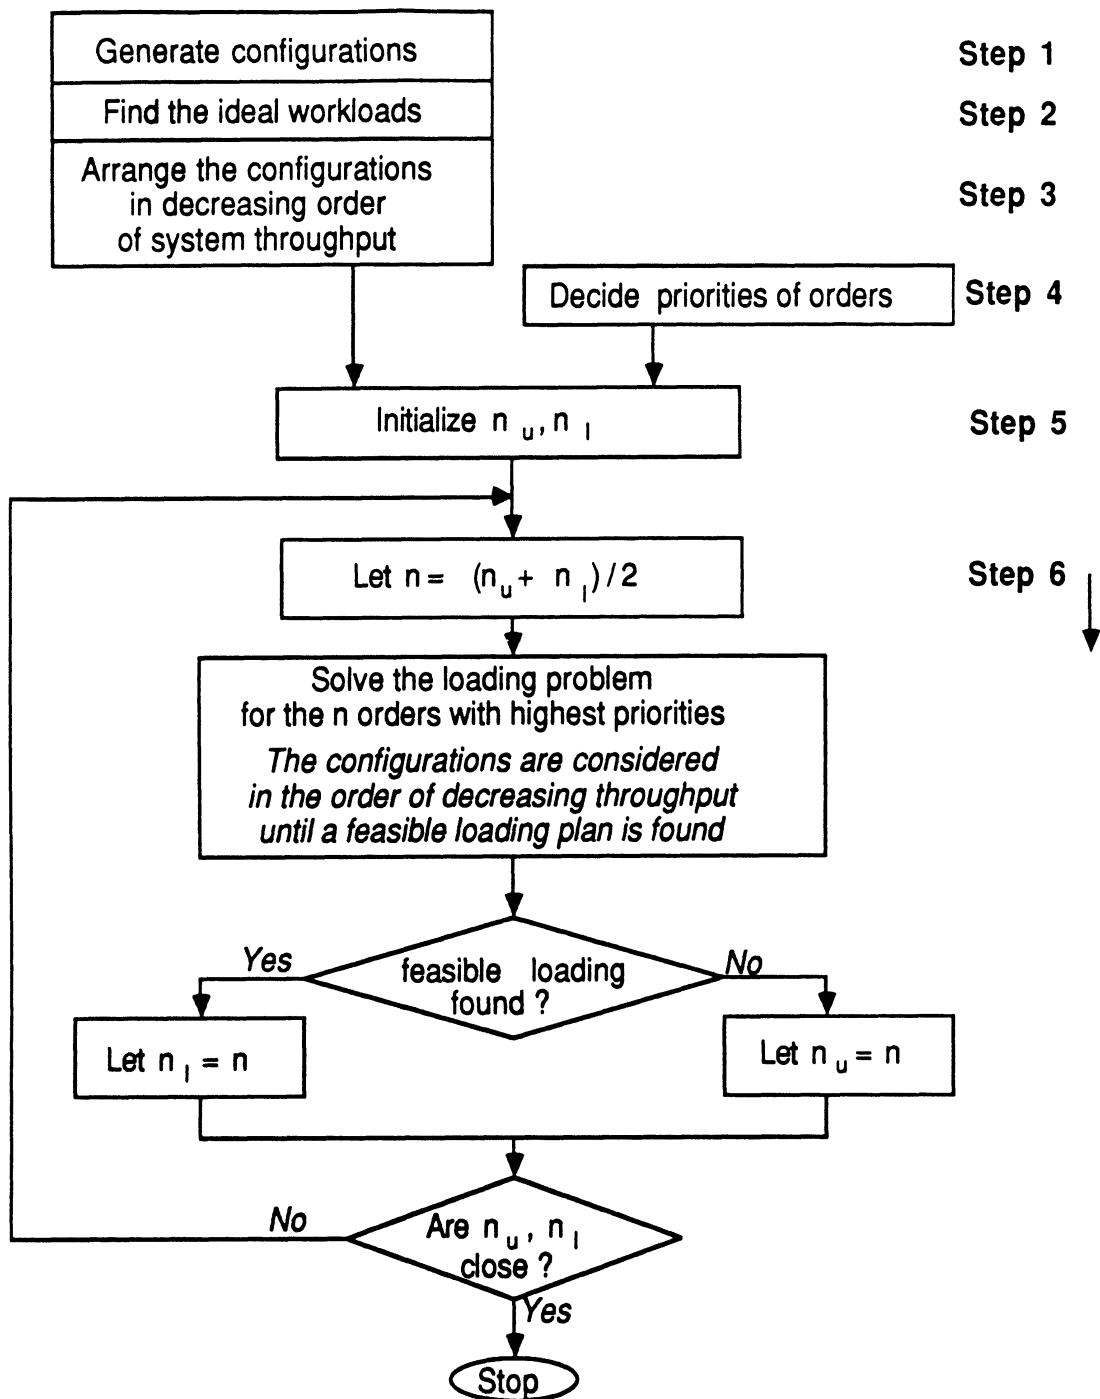 Generate configurations
Step 1
Find the ideal workloads
Step 2
Arrange the configurations
in decreasing order
of system throughput
Step 3
Decide priorities of orders
Step 4
Initialize n u, n l
Step 5
Let n = (n u + n l) / 2
Step 6
Solve the loading problem
for the n orders with highest priorities
The configurations are considered
in the order of decreasing throughput
until a feasible loading plan is found
Yes
feasible loading
found ?
No
Let n l = n
Let n u = n
No
Are n u, n l
close ?
Yes
Stop